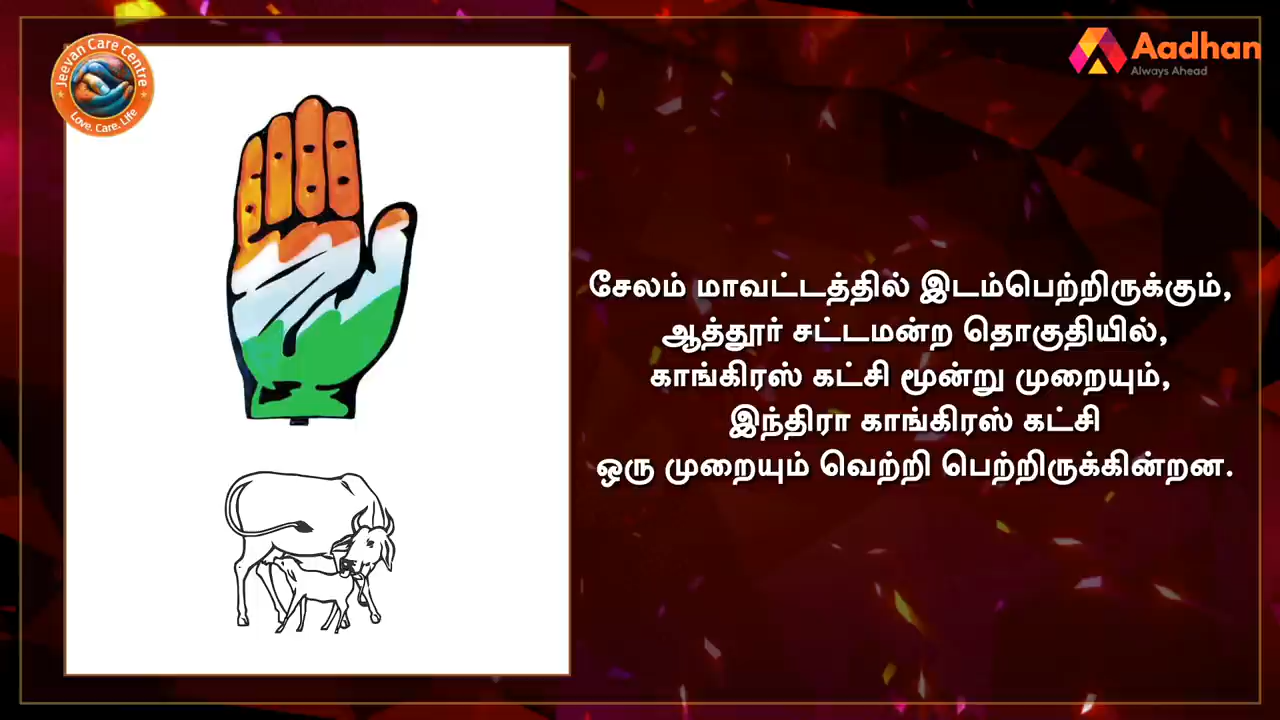 Jeevan Care Centre
Love. Care. Life
Aadhan
Always Ahead
சேலம் மாவட்டத்தில் இடம்பெற்றிருக்கும்,
ஆத்தூர் சட்டமன்ற தொகுதியில்,
காங்கிரஸ் கட்சி மூன்று முறையும்,
இந்திரா காங்கிரஸ் கட்சி
ஒரு முறையும் வெற்றி பெற்றிருக்கின்றன.